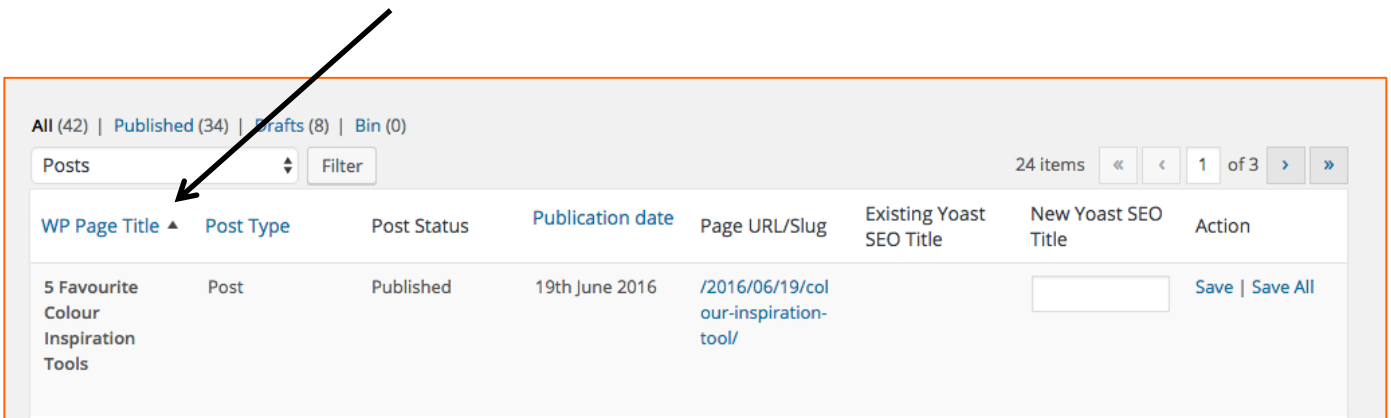 All (42) | Published (34) | Drafts (8) | Bin (0)
Posts Filter 24 items « ‹ 1 of 3 › »
WP Page Title ▲ Post Type Post Status Publication date Page URL/Slug Existing Yoast SEO Title New Yoast SEO Title Action
5 Favourite Colour Inspiration Tools Post Published 19th June 2016 /2016/06/19/col
our-inspiration-
tool/ Save | Save All